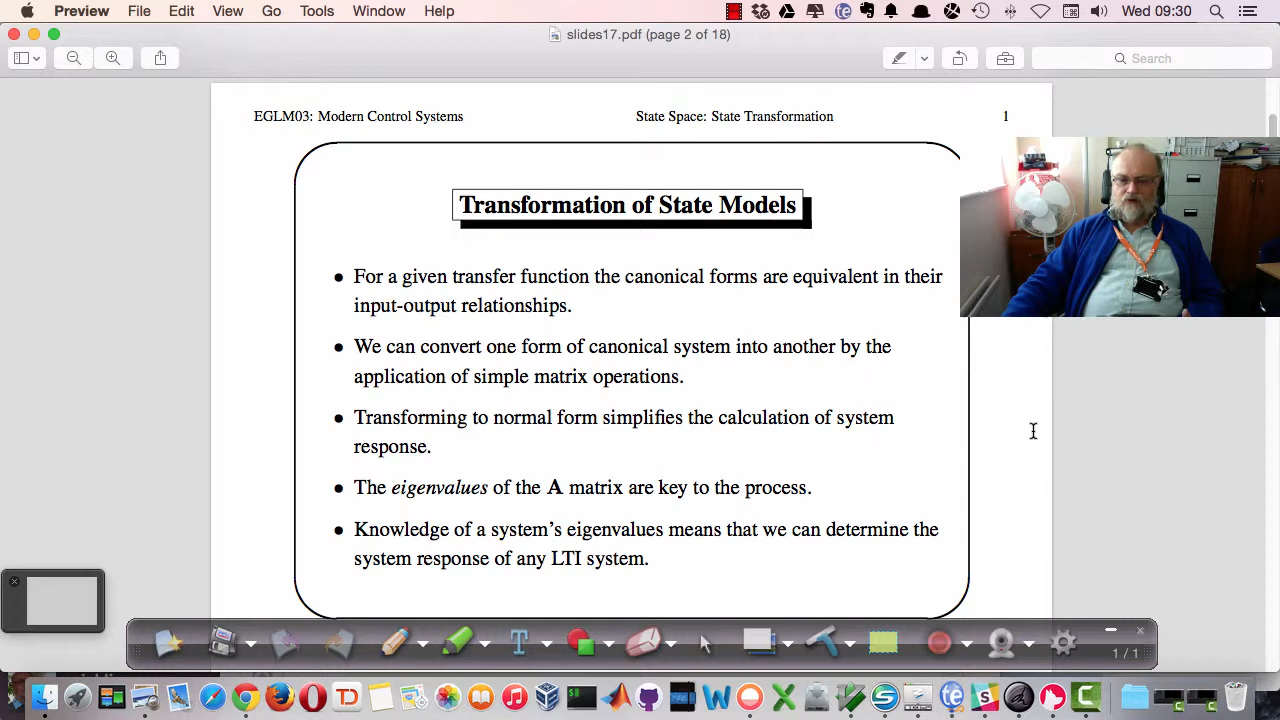 Preview File Edit View Go Tools Window Help Wed 09:30
slides17.pdf (page 2 of 18)
Search
EGLM03: Modern Control Systems State Space: State Transformation 1
Transformation of State Models
• For a given transfer function the canonical forms are equivalent in their
input-output relationships.
• We can convert one form of canonical system into another by the
application of simple matrix operations.
• Transforming to normal form simplifies the calculation of system
response.
• The eigenvalues of the A matrix are key to the process.
• Knowledge of a system's eigenvalues means that we can determine the
system response of any LTI system.
1 / 1